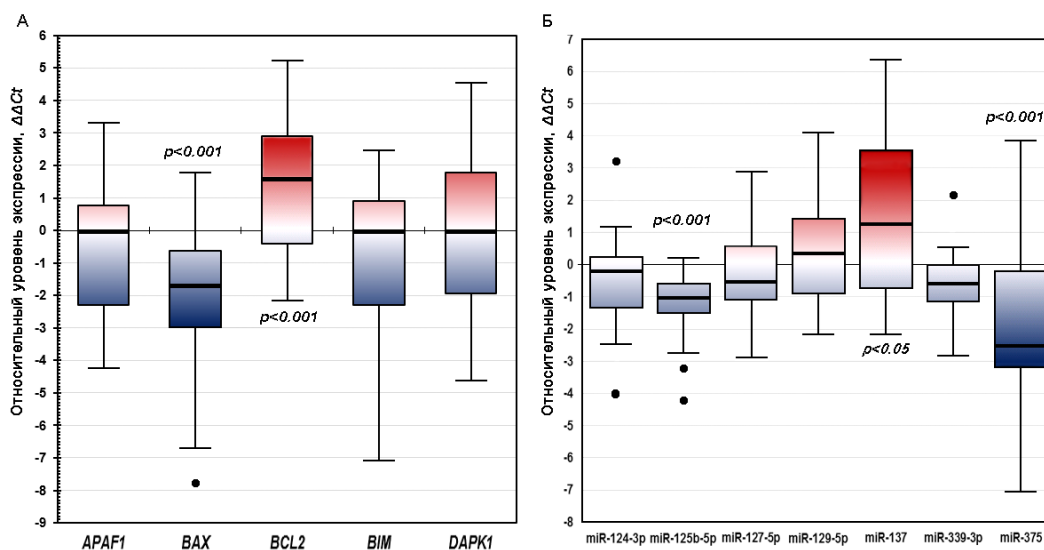 А
Относительный уровень экспрессии, ΔΔCt
6
5
4
3
2
1
0
-1
-2
-3
-4
-5
-6
-7
-8
-9
p<0.001
p<0.001
APAF1 BAX BCL2 BIM DAPK1
Б
Относительный уровень экспрессии, ΔΔCt
7
6
5
4
3
2
1
0
-1
-2
-3
-4
-5
-6
-7
-8
p<0.001
p<0.001
p<0.05
miR-124-3p miR-125b-5p miR-127-5p miR-129-5p miR-137 miR-339-3p miR-375